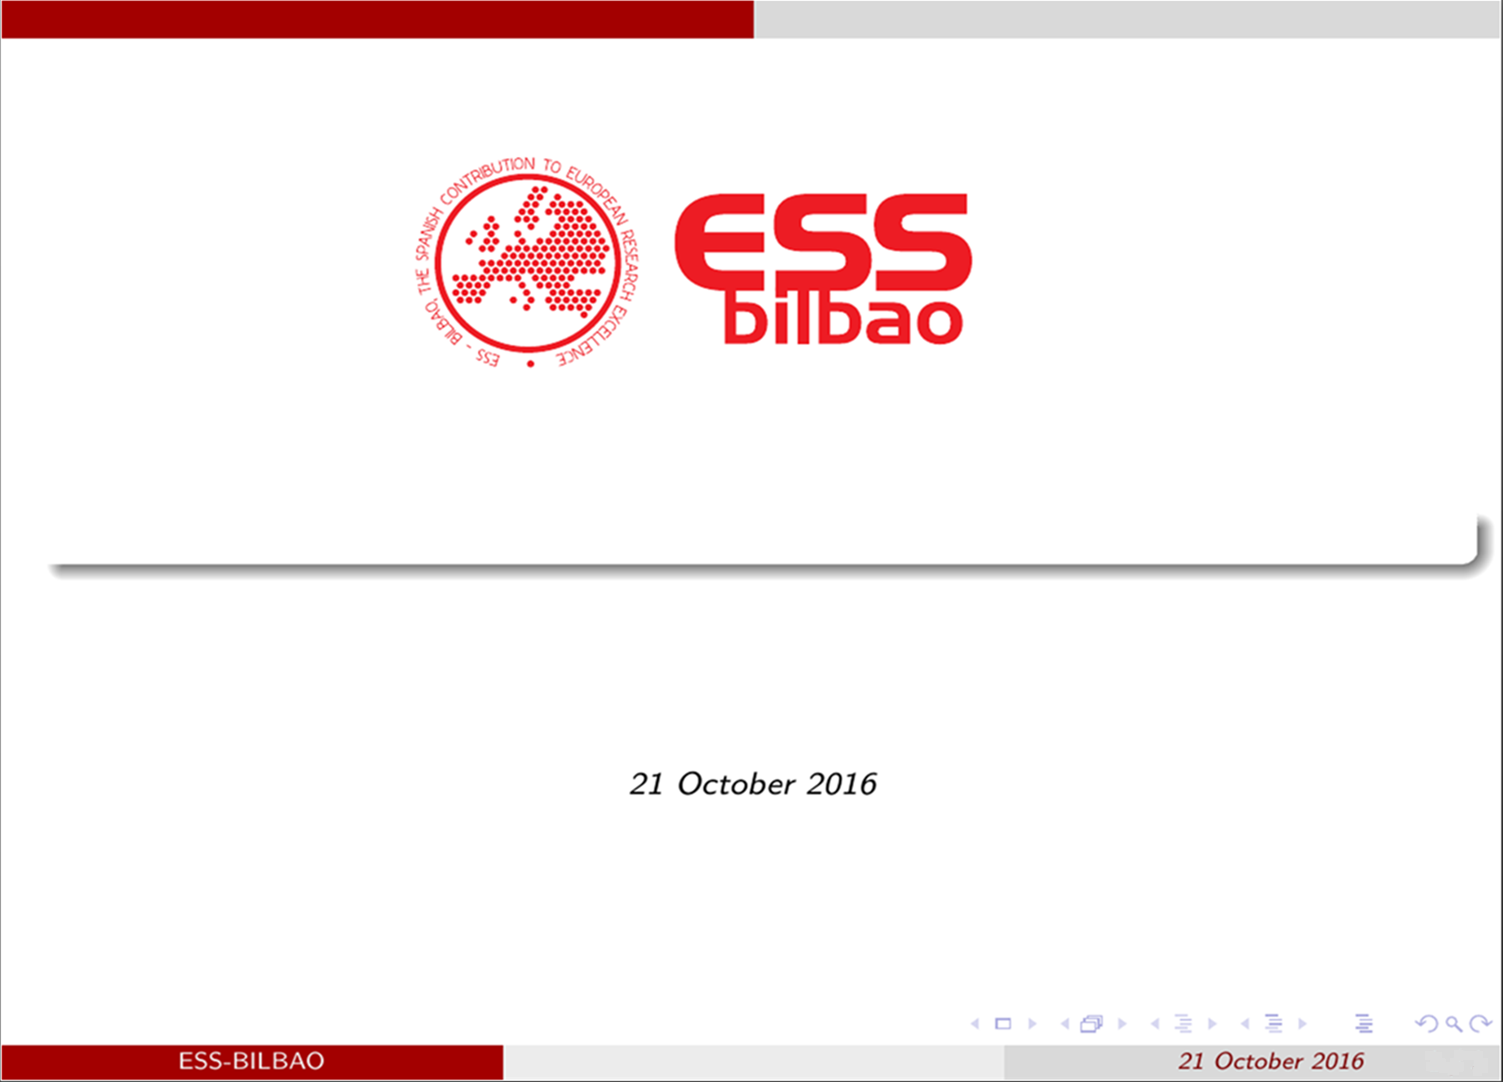 ESS - BILBAO, THE SPANISH CONTRIBUTION TO EUROPEAN RESEARCH EXCELLENCE
ESS
bilbao
21 October 2016
ESS-BILBAO
21 October 2016